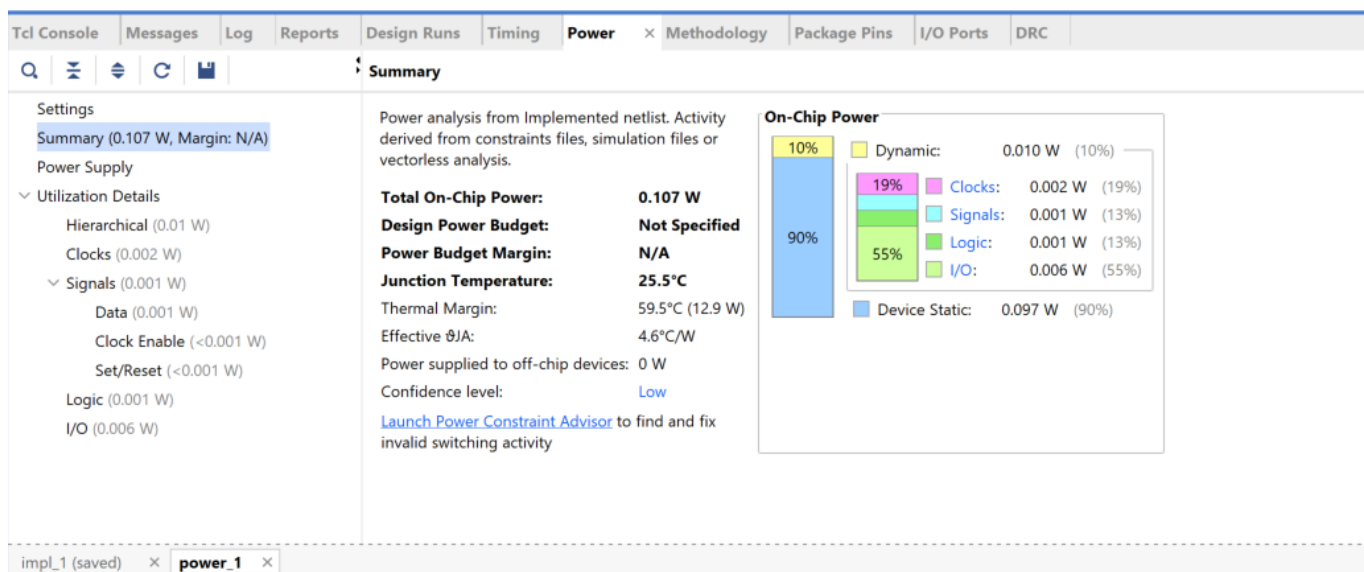 Tcl Console Messages Log Reports Design Runs Timing Power × Methodology Package Pins I/O Ports DRC
Summary
Settings
Summary (0.107 W, Margin: N/A)
Power Supply
Utilization Details
Hierarchical (0.01 W)
Clocks (0.002 W)
Signals (0.001 W)
Data (0.001 W)
Clock Enable (<0.001 W)
Set/Reset (<0.001 W)
Logic (0.001 W)
I/O (0.006 W)
Power analysis from Implemented netlist. Activity
derived from constraints files, simulation files or
vectorless analysis.
Total On-Chip Power: 0.107 W
Design Power Budget: Not Specified
Power Budget Margin: N/A
Junction Temperature: 25.5°C
Thermal Margin: 59.5°C (12.9 W)
Effective ϑJA: 4.6°C/W
Power supplied to off-chip devices: 0 W
Confidence level: Low
Launch Power Constraint Advisor to find and fix
invalid switching activity
On-Chip Power
10% Dynamic: 0.010 W (10%)
19% Clocks: 0.002 W (19%)
Signals: 0.001 W (13%)
90% Logic: 0.001 W (13%)
55% I/O: 0.006 W (55%)
Device Static: 0.097 W (90%)
impl_1 (saved) × power_1 ×